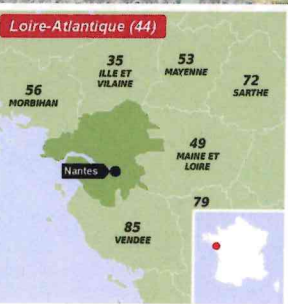 Loire-Atlantique (44)
35
ILLE ET
VILAINE
53
MAYENNE
72
SARTHE
56
MORBIHAN
49
MAINE ET
LOIRE
Nantes
79
85
VENDEE